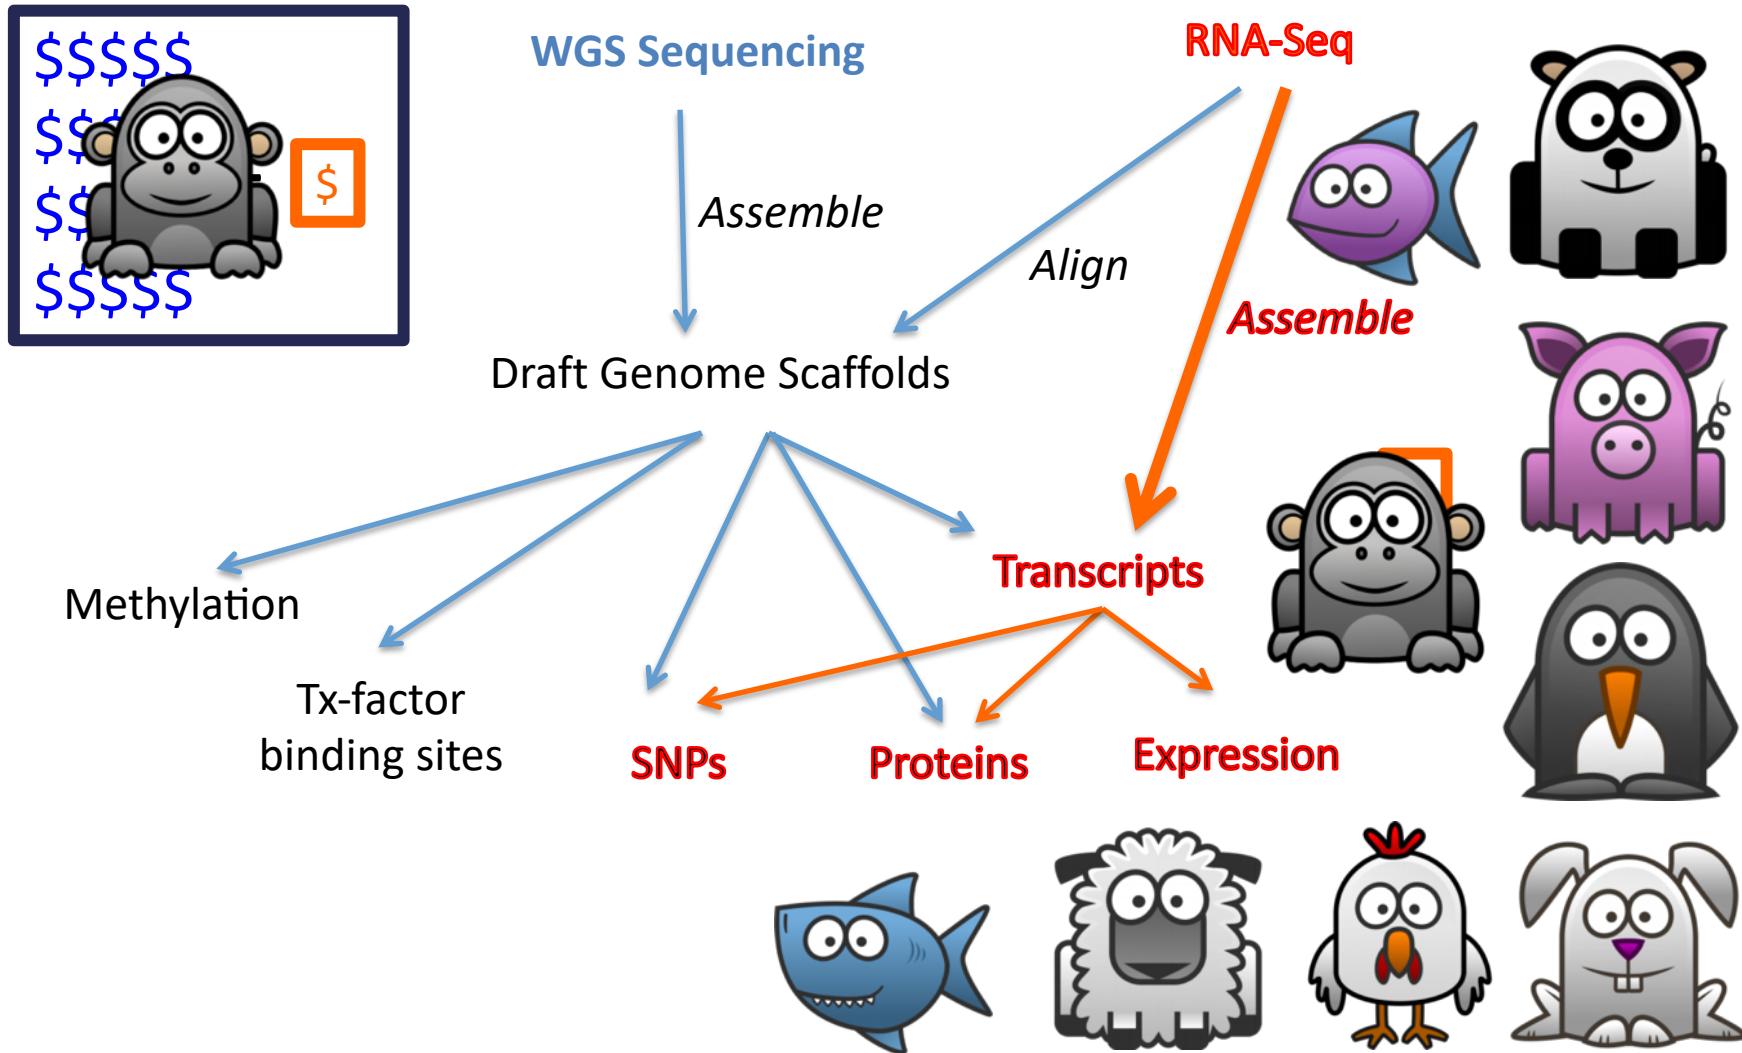 $$$$$
$$$
$
$$
$$$$$
WGS Sequencing
RNA-Seq
Assemble
Align
Assemble
Draft Genome Scaffolds
Methylation
Transcripts
Tx-factor
binding sites
SNPs
Proteins
Expression